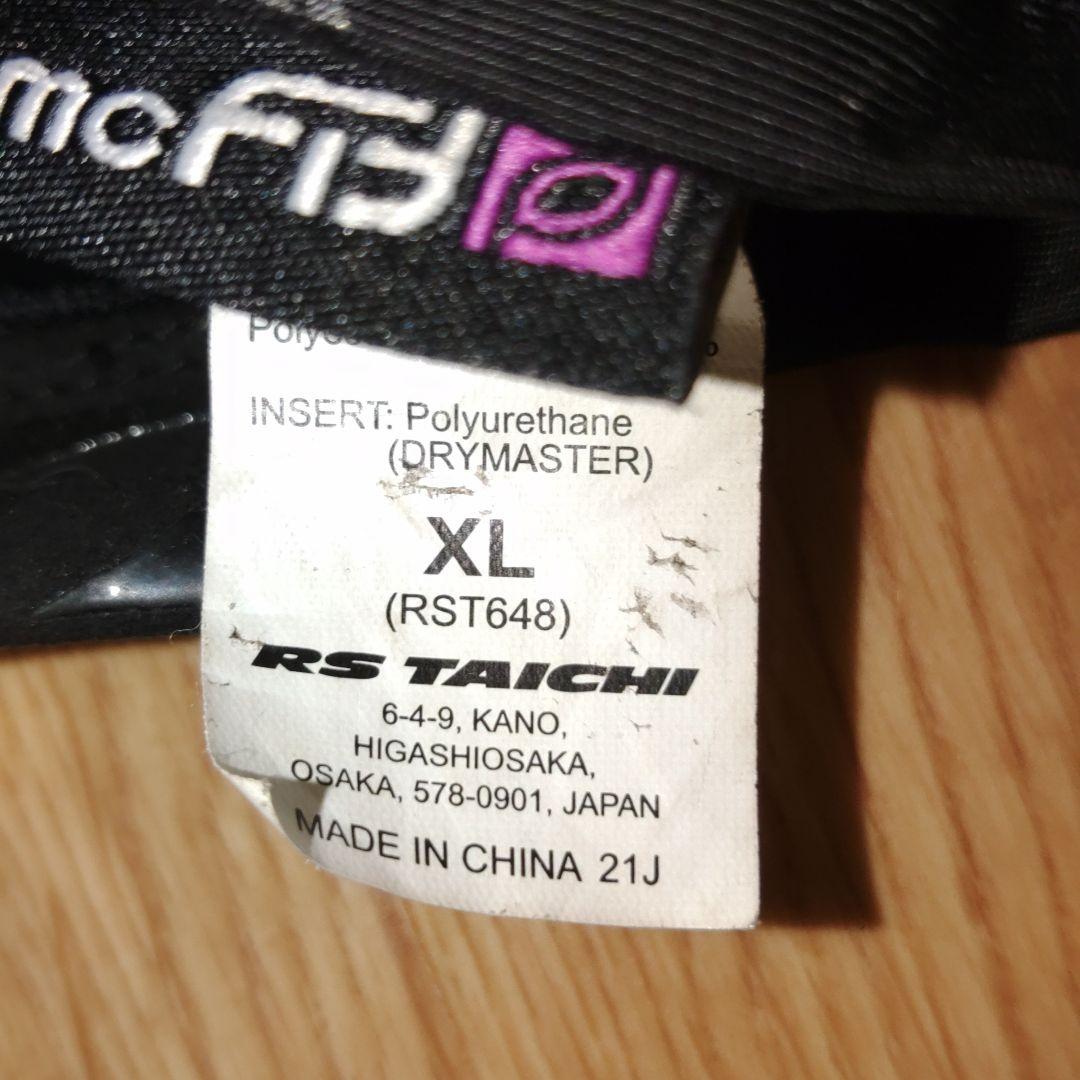 INSERT: Polyurethane
(DRYMASTER)
XL
(RST648)
RS TAICHI
6-4-9, KANO,
HIGASHIOSAKA,
OSAKA, 578-0901, JAPAN
MADE IN CHINA 21J